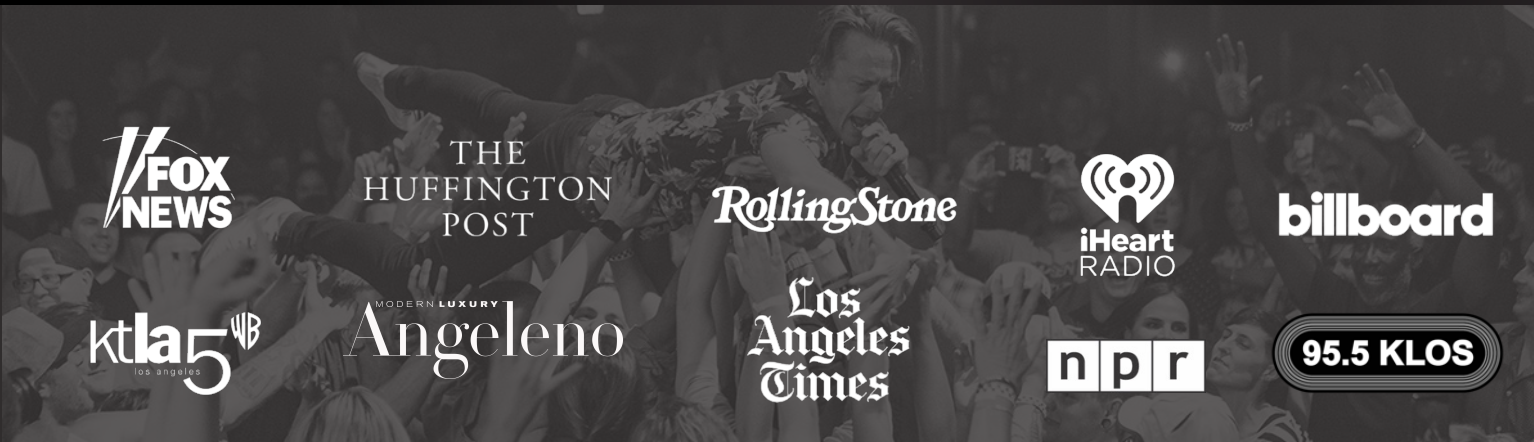 FOX
NEWS
THE
HUFFINGTON
POST
RollingStone
iHeart
RADIO
billboard
ktla5 WB
los angeles
MODERN LUXURY
Angeleno
Los
Angeles
Times
npr
95.5 KLOS